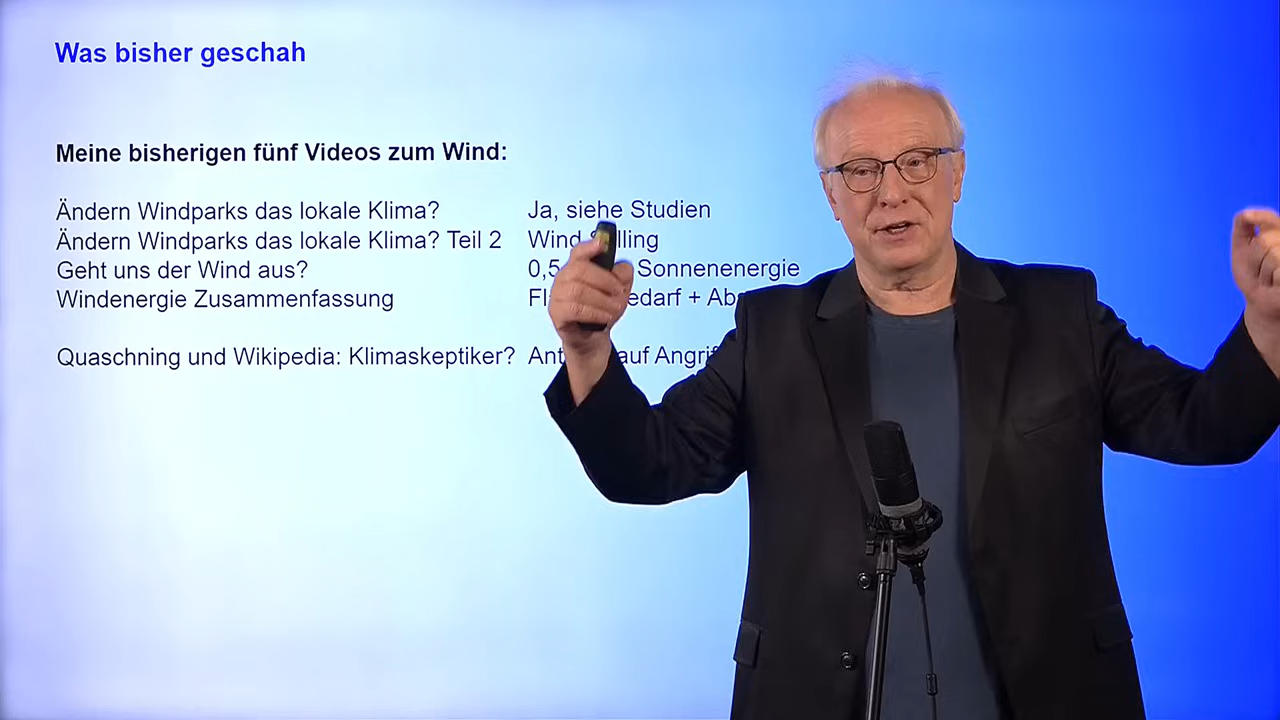 Was bisher geschah
Meine bisherigen fünf Videos zum Wind:
Ändern Windparks das lokale Klima? Ja, siehe Studien
Ändern Windparks das lokale Klima? Teil 2 Wind
Geht uns der Wind aus? Sonnenenergie
Windenergie Zusammenfassung +
Quaschning und Wikipedia: Klimaskeptiker? auf